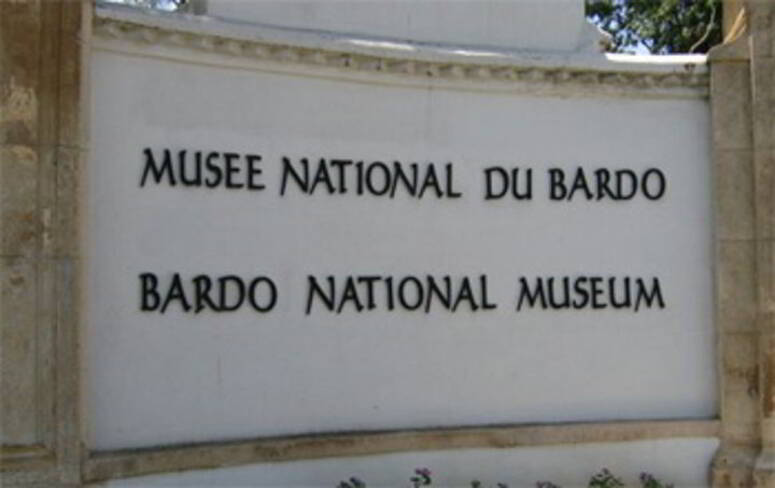 MUSEE NATIONAL DU BARDO
BARDO NATIONAL MUSEUM